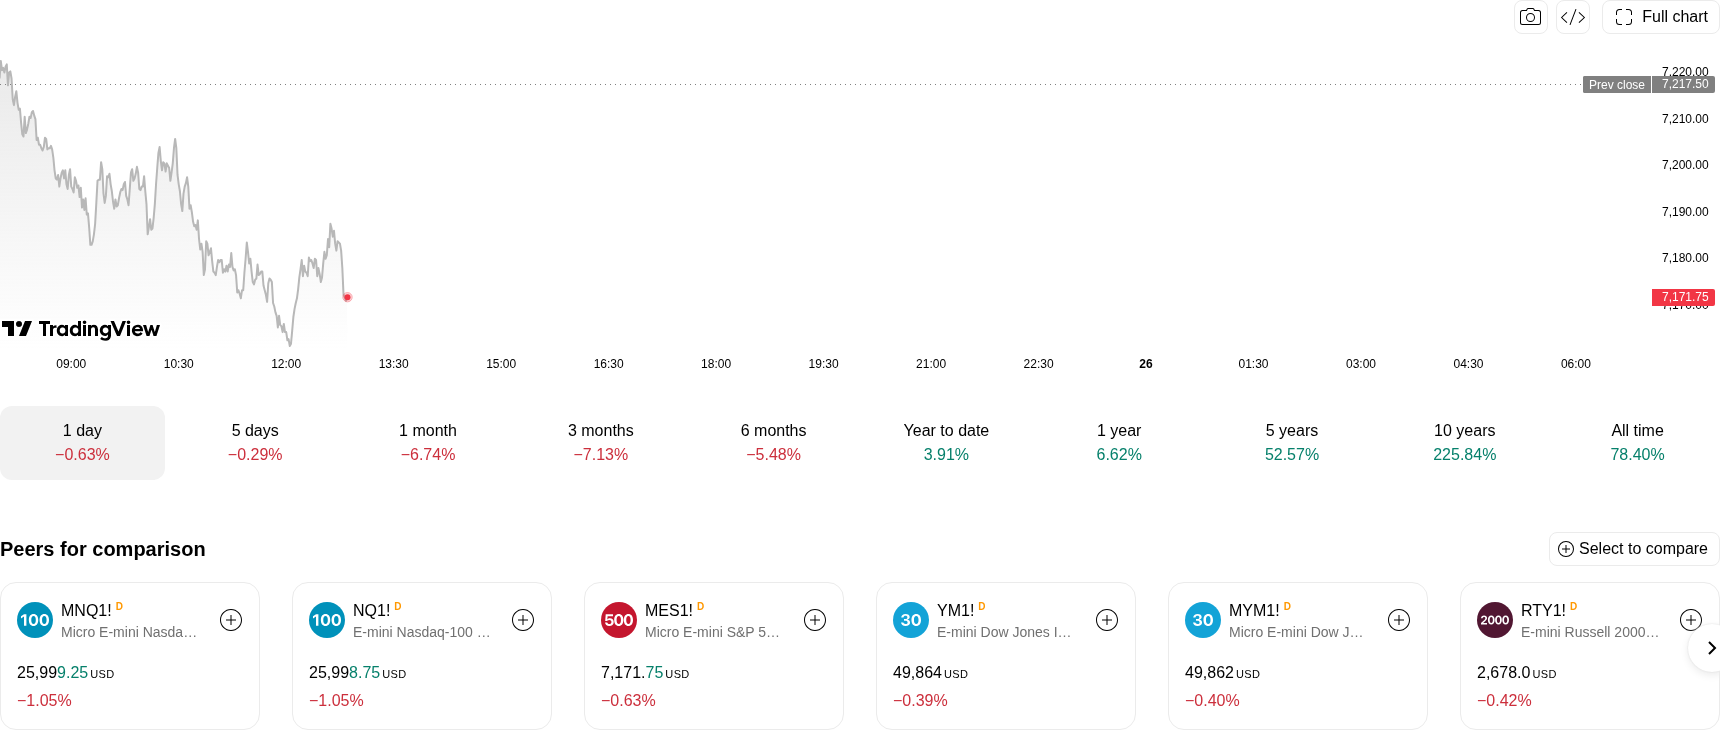 Full chart
7,220.00
Prev close 7,217.50
7,210.00
7,200.00
7,190.00
7,180.00
7,171.75
7,170.00
TradingView
09:00 10:30 12:00 13:30 15:00 16:30 18:00 19:30 21:00 22:30 26 01:30 03:00 04:30 06:00
1 day 5 days 1 month 3 months 6 months Year to date 1 year 5 years 10 years All time
−0.63% −0.29% −6.74% −7.13% −5.48% 3.91% 6.62% 52.57% 225.84% 78.40%
Peers for comparison
Select to compare
100
MNQ1! D
Micro E-mini Nasda…
25,999.25 USD
−1.05%
100
NQ1! D
E-mini Nasdaq-100 …
25,998.75 USD
−1.05%
500
MES1! D
Micro E-mini S&P 5…
7,171.75 USD
−0.63%
30
YM1! D
E-mini Dow Jones I…
49,864 USD
−0.39%
30
MYM1! D
Micro E-mini Dow J…
49,862 USD
−0.40%
2000
RTY1! D
E-mini Russell 2000…
2,678.0 USD
−0.42%